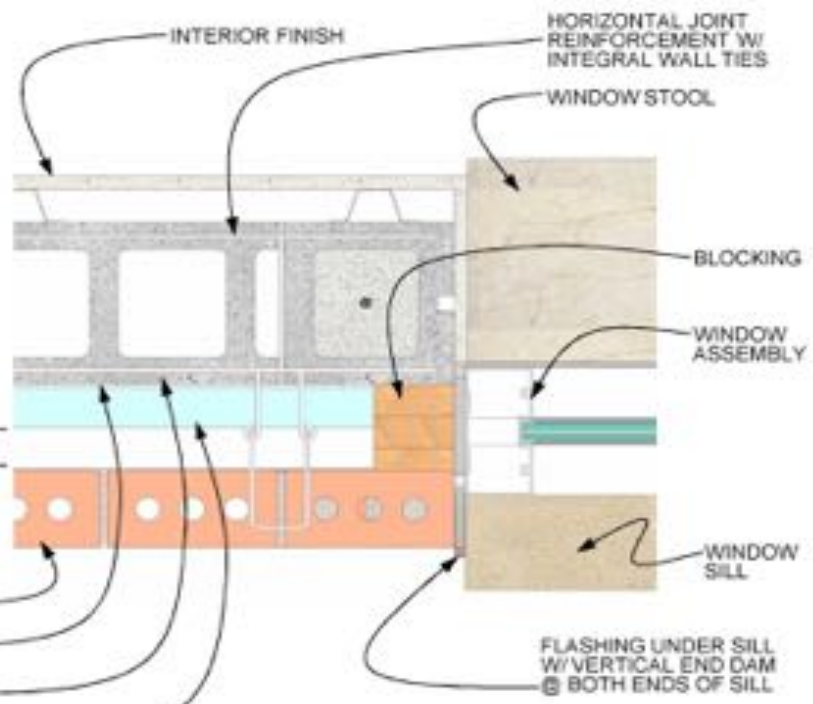 INTERIOR FINISH
HORIZONTAL JOINT
REINFORCEMENT W/
INTEGRAL WALL TIES
WINDOW STOOL
BLOCKING
WINDOW
ASSEMBLY
WINDOW
SILL
FLASHING UNDER SILL
W/ VERTICAL END DAM
@ BOTH ENDS OF SILL